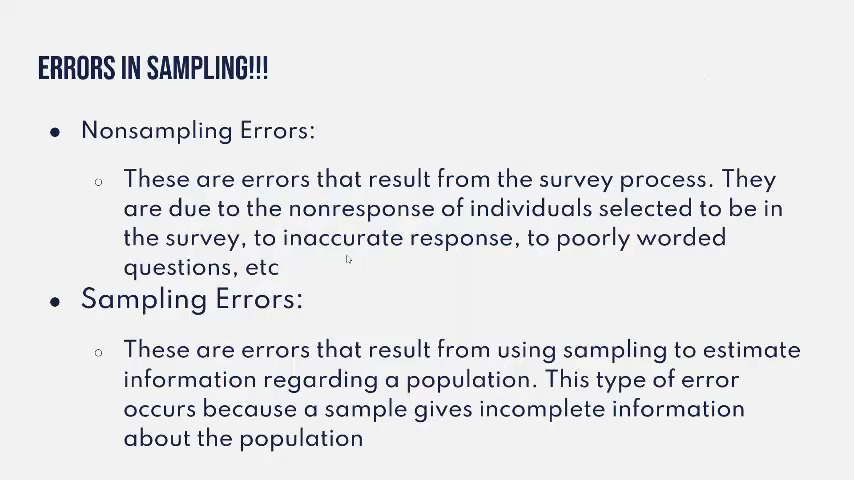 ERRORS IN SAMPLING!!!
● Nonsampling Errors:
○ These are errors that result from the survey process. They
are due to the nonresponse of individuals selected to be in
the survey, to inaccurate response, to poorly worded
questions, etc
● Sampling Errors:
○ These are errors that result from using sampling to estimate
information regarding a population. This type of error
occurs because a sample gives incomplete information
about the population